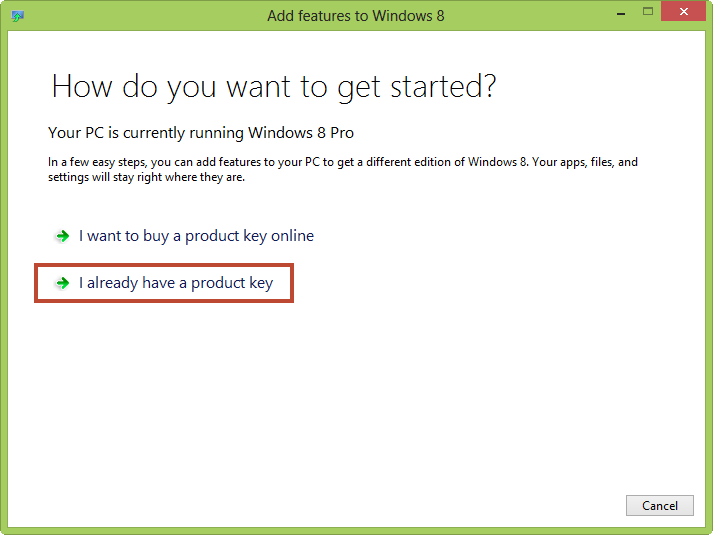 Add features to Windows 8
How do you want to get started?
Your PC is currently running Windows 8 Pro
In a few easy steps, you can add features to your PC to get a different edition of Windows 8. Your apps, files, and
settings will stay right where they are.
I want to buy a product key online
I already have a product key
Cancel